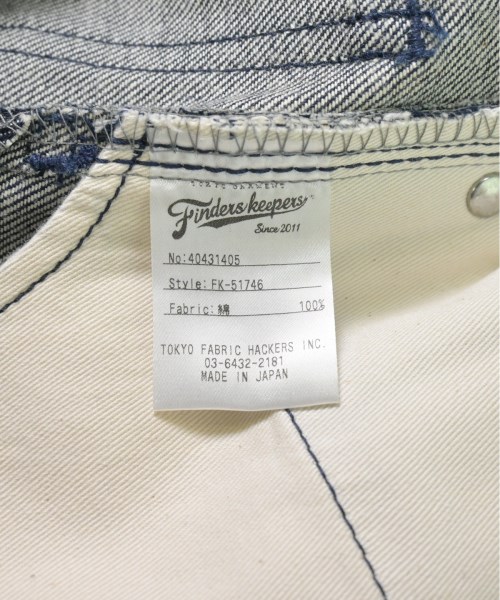 TOKYO GARMENT
Finders keepers
Since 2011
No:40431405
Style: FK-51746
Fabric:綿 100%
TOKYO FABRIC HACKERS INC.
03-6432-2181
MADE IN JAPAN